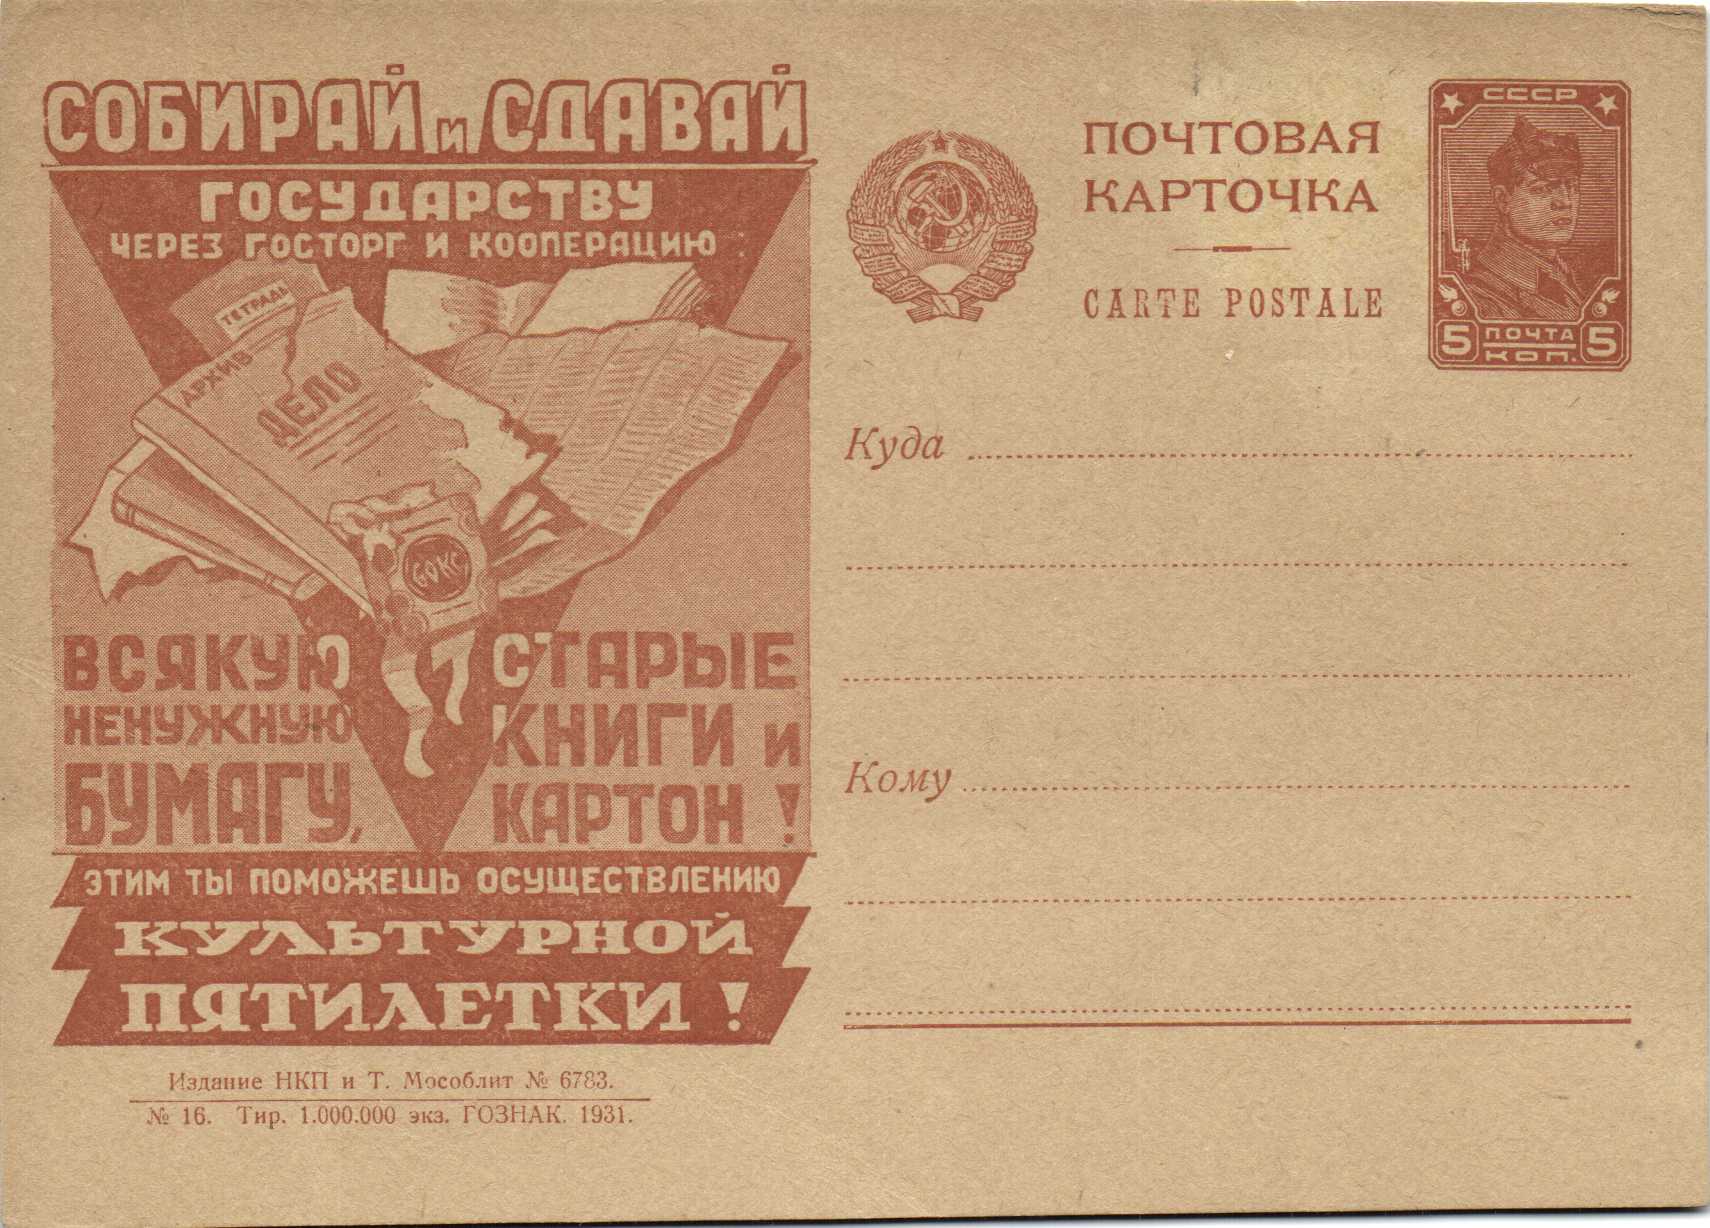 СОБИРАЙ и СДАВАЙ
ГОСУДАРСТВУ
ЧЕРЕЗ ГОСТОРГ И КООПЕРАЦИЮ
ТЕТРАДЬ
АРХИВ
ДЕЛО
БОКС
ВСЯКУЮ
НЕНУЖНУЮ
БУМАГУ,
СТАРЫЕ
КНИГИ И
КАРТОН !
ЭТИМ ТЫ ПОМОЖЕШЬ ОСУЩЕСТВЛЕНИЮ
КУЛЬТУРНОЙ
ПЯТИЛЕТКИ !
Издание НКП и Т. Мособлит № 6783.
№ 16. Тир. 1.000.000 экз. ГОЗНАК. 1931.
ПОЧТОВАЯ
КАРТОЧКА
CARTE POSTALE
СССР
5 ПОЧТА 5
КОП.
Куда
Кому